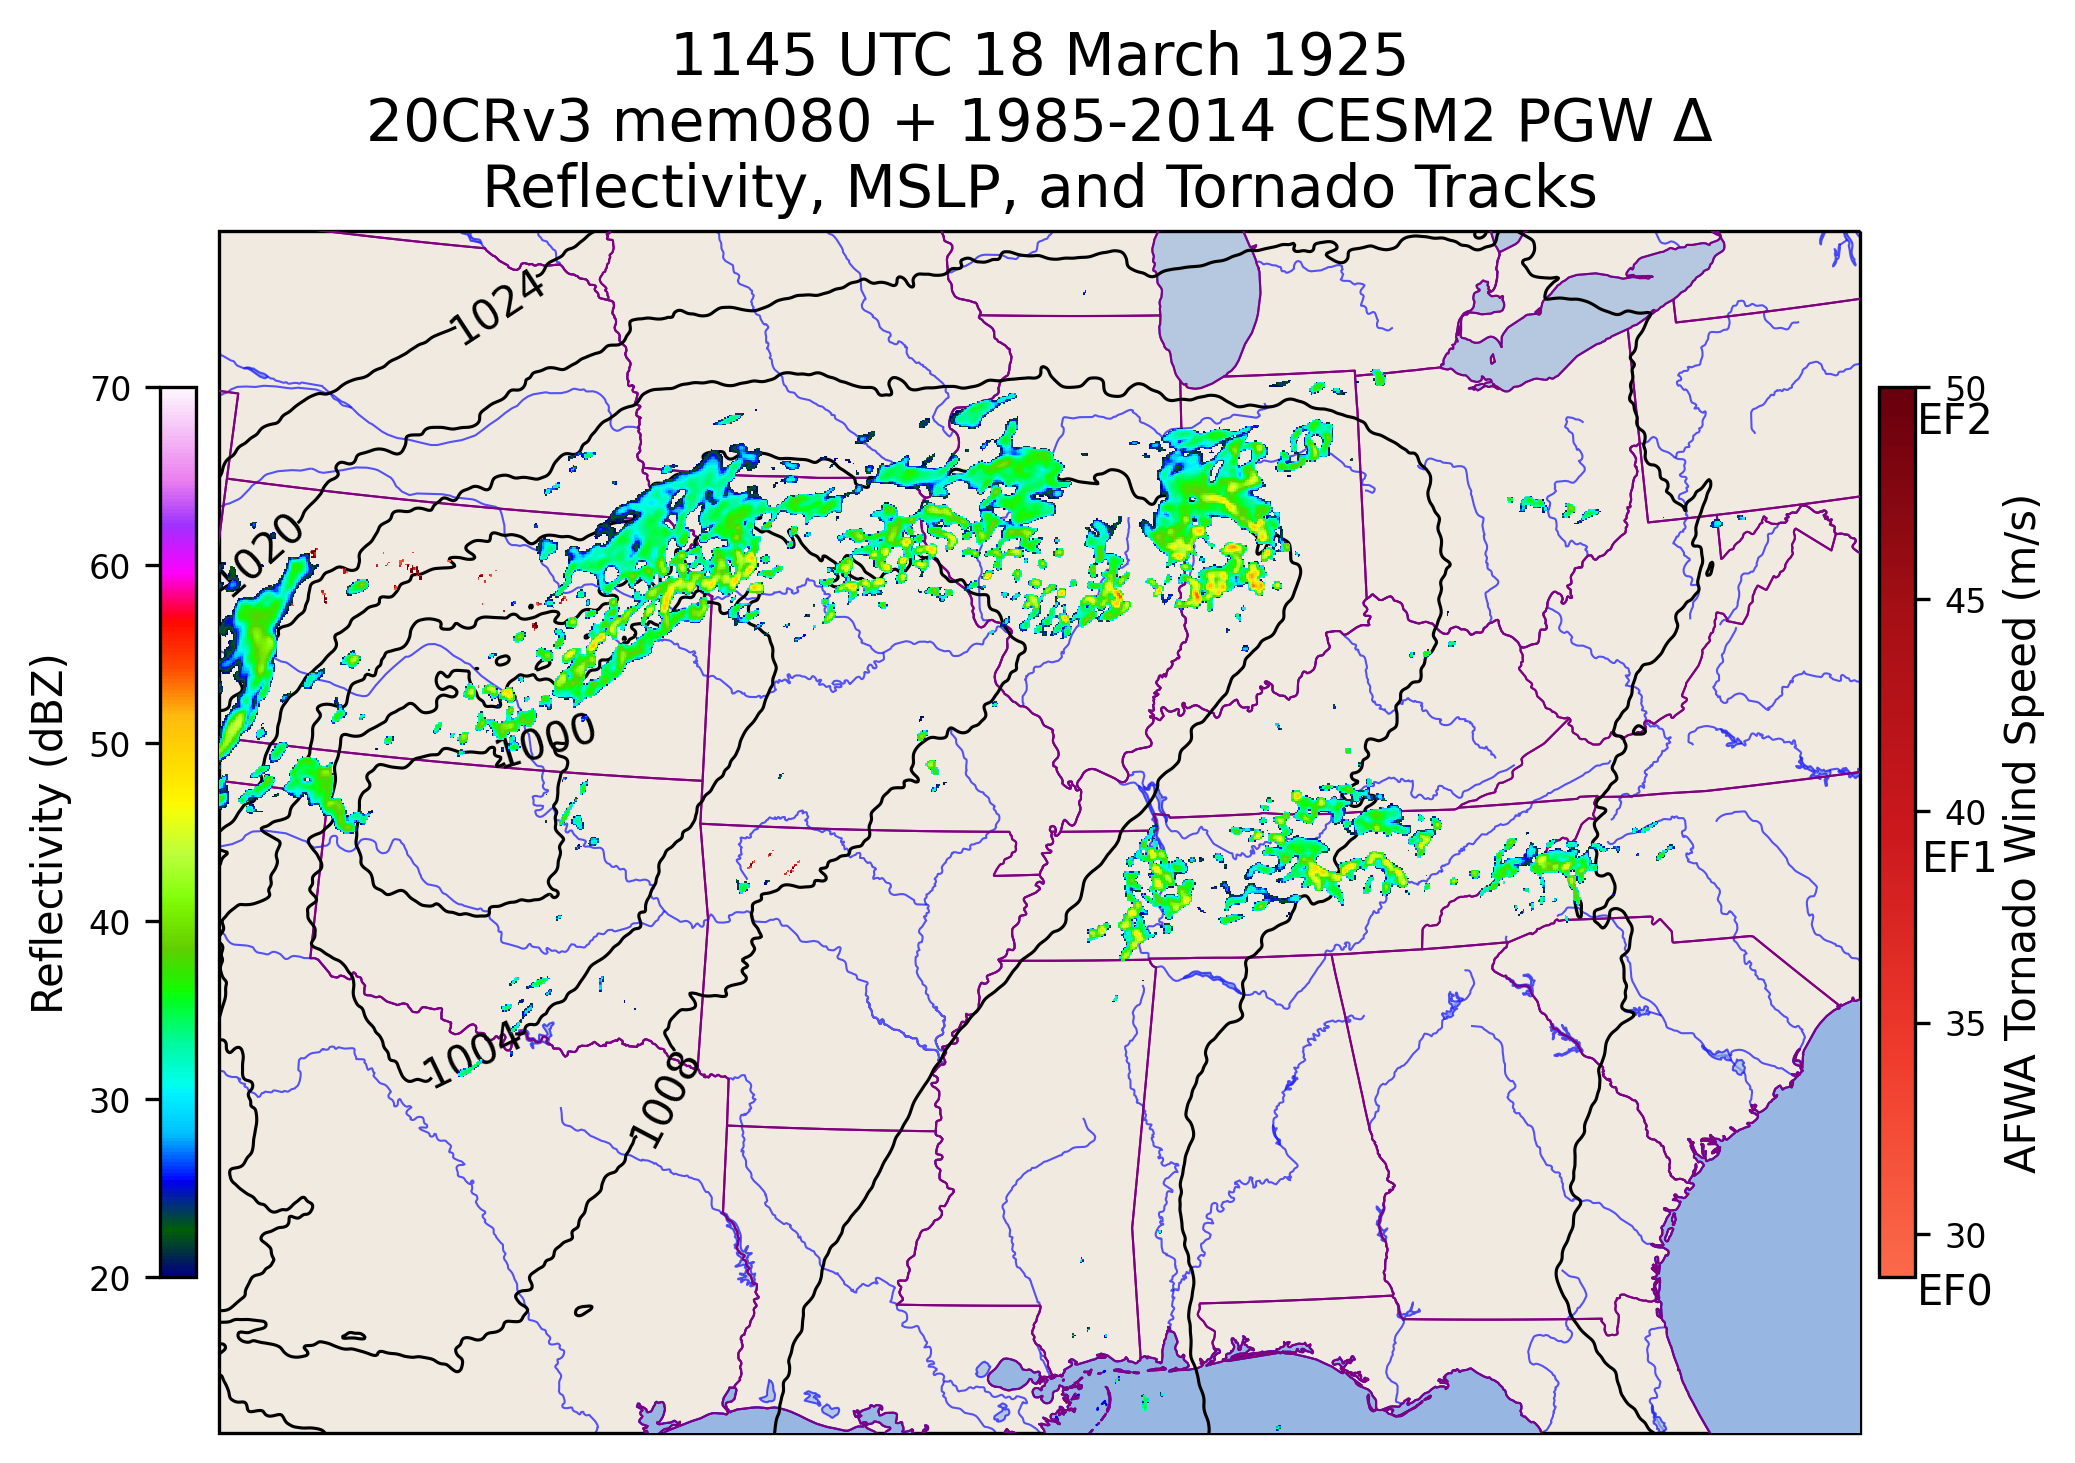 1145 UTC 18 March 1925
20CRv3 mem080 + 1985-2014 CESM2 PGW Δ
Reflectivity, MSLP, and Tornado Tracks
Reflectivity (dBZ)
70
60
50
40
30
20
1024
1020
1000
1004
1008
50
EF2
45
40
EF1
35
30
EF0
AFWA Tornado Wind Speed (m/s)